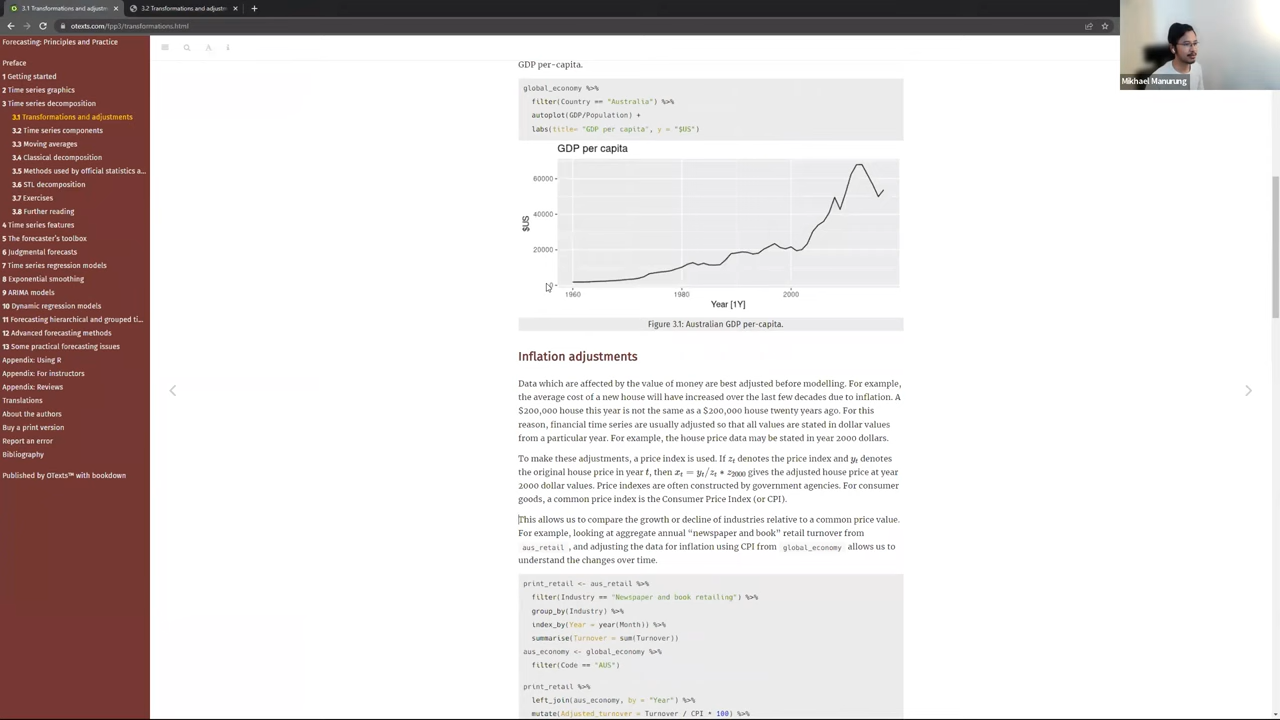 3.1 Transformations and adjustments
3.2 Transformations and adjustments
otexts.com/fpp3/transformations.html
Mikhael Manurung
Forecasting: Principles and Practice
Preface
1 Getting started
2 Time series graphics
3 Time series decomposition
3.1 Transformations and adjustments
3.2 Time series components
3.3 Moving averages
3.4 Classical decomposition
3.5 Methods used by official statistics a...
3.6 STL decomposition
3.7 Exercises
3.8 Further reading
4 Time series features
5 The forecaster's toolbox
6 Judgmental forecasts
7 Time series regression models
8 Exponential smoothing
9 ARIMA models
10 Dynamic regression models
11 Forecasting hierarchical and grouped ti...
12 Advanced forecasting methods
13 Some practical forecasting issues
Appendix: Using R
Appendix: For instructors
Appendix: Reviews
Translations
About the authors
Buy a print version
Report an error
Bibliography
Published by OTexts™ with bookdown
GDP per-capita.
global_economy %>%
filter(Country == "Australia") %>%
autoplot(GDP/Population) +
labs(title= "GDP per capita", y = "$US")
GDP per capita
60000
40000
20000
0
$US
1960 1980 2000
Year [1Y]
Figure 3.1: Australian GDP per-capita.
Inflation adjustments
Data which are affected by the value of money are best adjusted before modelling. For example,
the average cost of a new house will have increased over the last few decades due to inflation. A
$200,000 house this year is not the same as a $200,000 house twenty years ago. For this
reason, financial time series are usually adjusted so that all values are stated in dollar values
from a particular year. For example, the house price data may be stated in year 2000 dollars.
To make these adjustments, a price index is used. If zt denotes the price index and yt denotes
the original house price in year t, then xt = yt/zt * z2000 gives the adjusted house price at year
2000 dollar values. Price indexes are often constructed by government agencies. For consumer
goods, a common price index is the Consumer Price Index (or CPI).
This allows us to compare the growth or decline of industries relative to a common price value.
For example, looking at aggregate annual “newspaper and book” retail turnover from
aus_retail , and adjusting the data for inflation using CPI from global_economy allows us to
understand the changes over time.
print_retail <- aus_retail %>%
filter(Industry == "Newspaper and book retailing") %>%
group_by(Industry) %>%
index_by(Year = year(Month)) %>%
summarise(Turnover = sum(Turnover))
aus_economy <- global_economy %>%
filter(Code == "AUS")
print_retail %>%
left_join(aus_economy, by = "Year") %>%
mutate(Adjusted_turnover = Turnover / CPI * 100) %>%